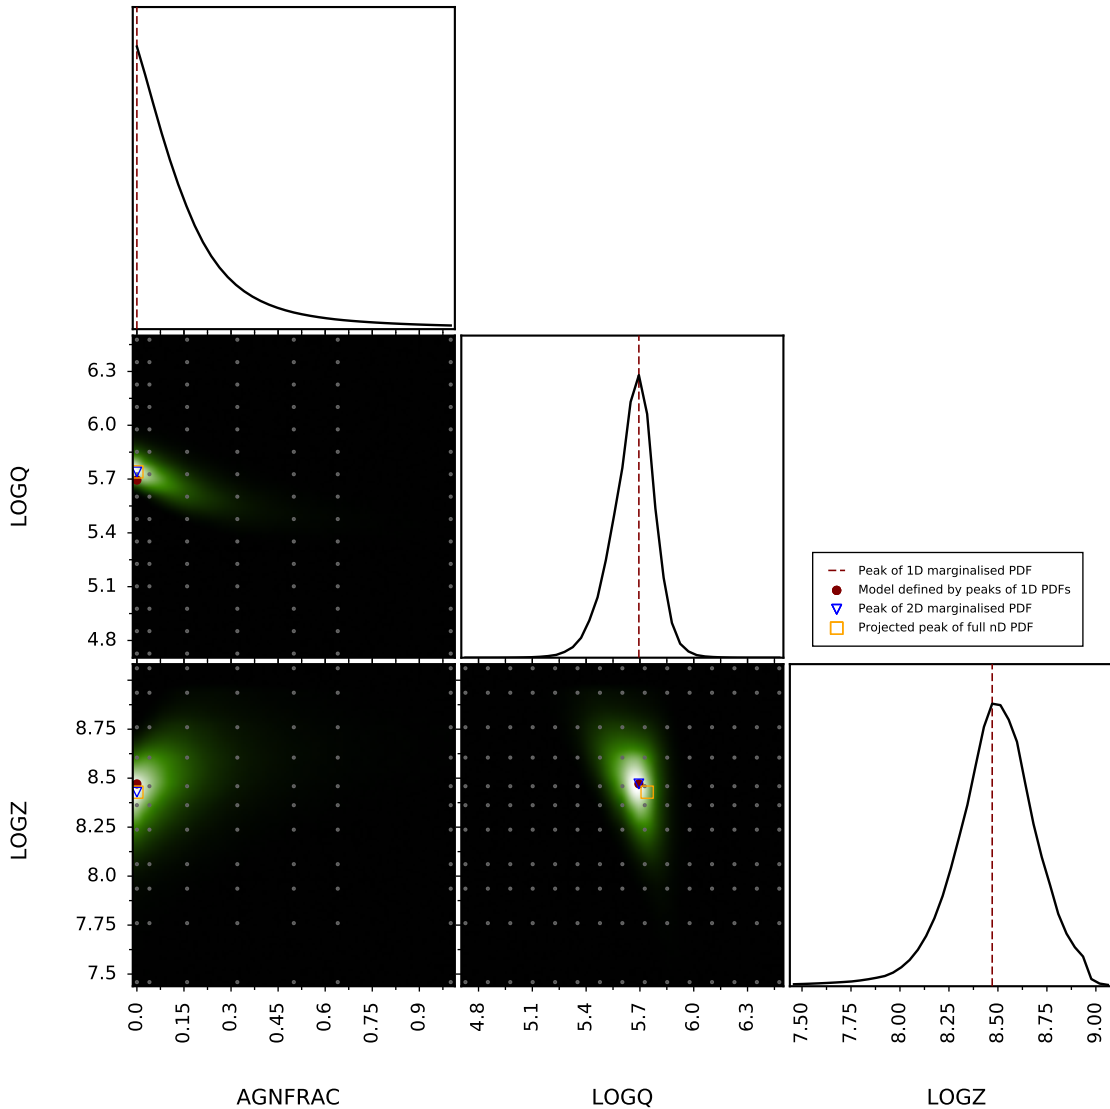 LOGQ
6.3
6.0
5.7
5.4
5.1
4.8
Peak of 1D marginalised PDF
Model defined by peaks of 1D PDFs
Peak of 2D marginalised PDF
Projected peak of full nD PDF
LOGZ
8.75
8.5
8.25
8.0
7.75
7.5
0.0 0.15 0.3 0.45 0.6 0.75 0.9 4.8 5.1 5.4 5.7 6.0 6.3 7.50 7.75 8.00 8.25 8.50 8.75 9.00
AGNFRAC LOGQ LOGZ